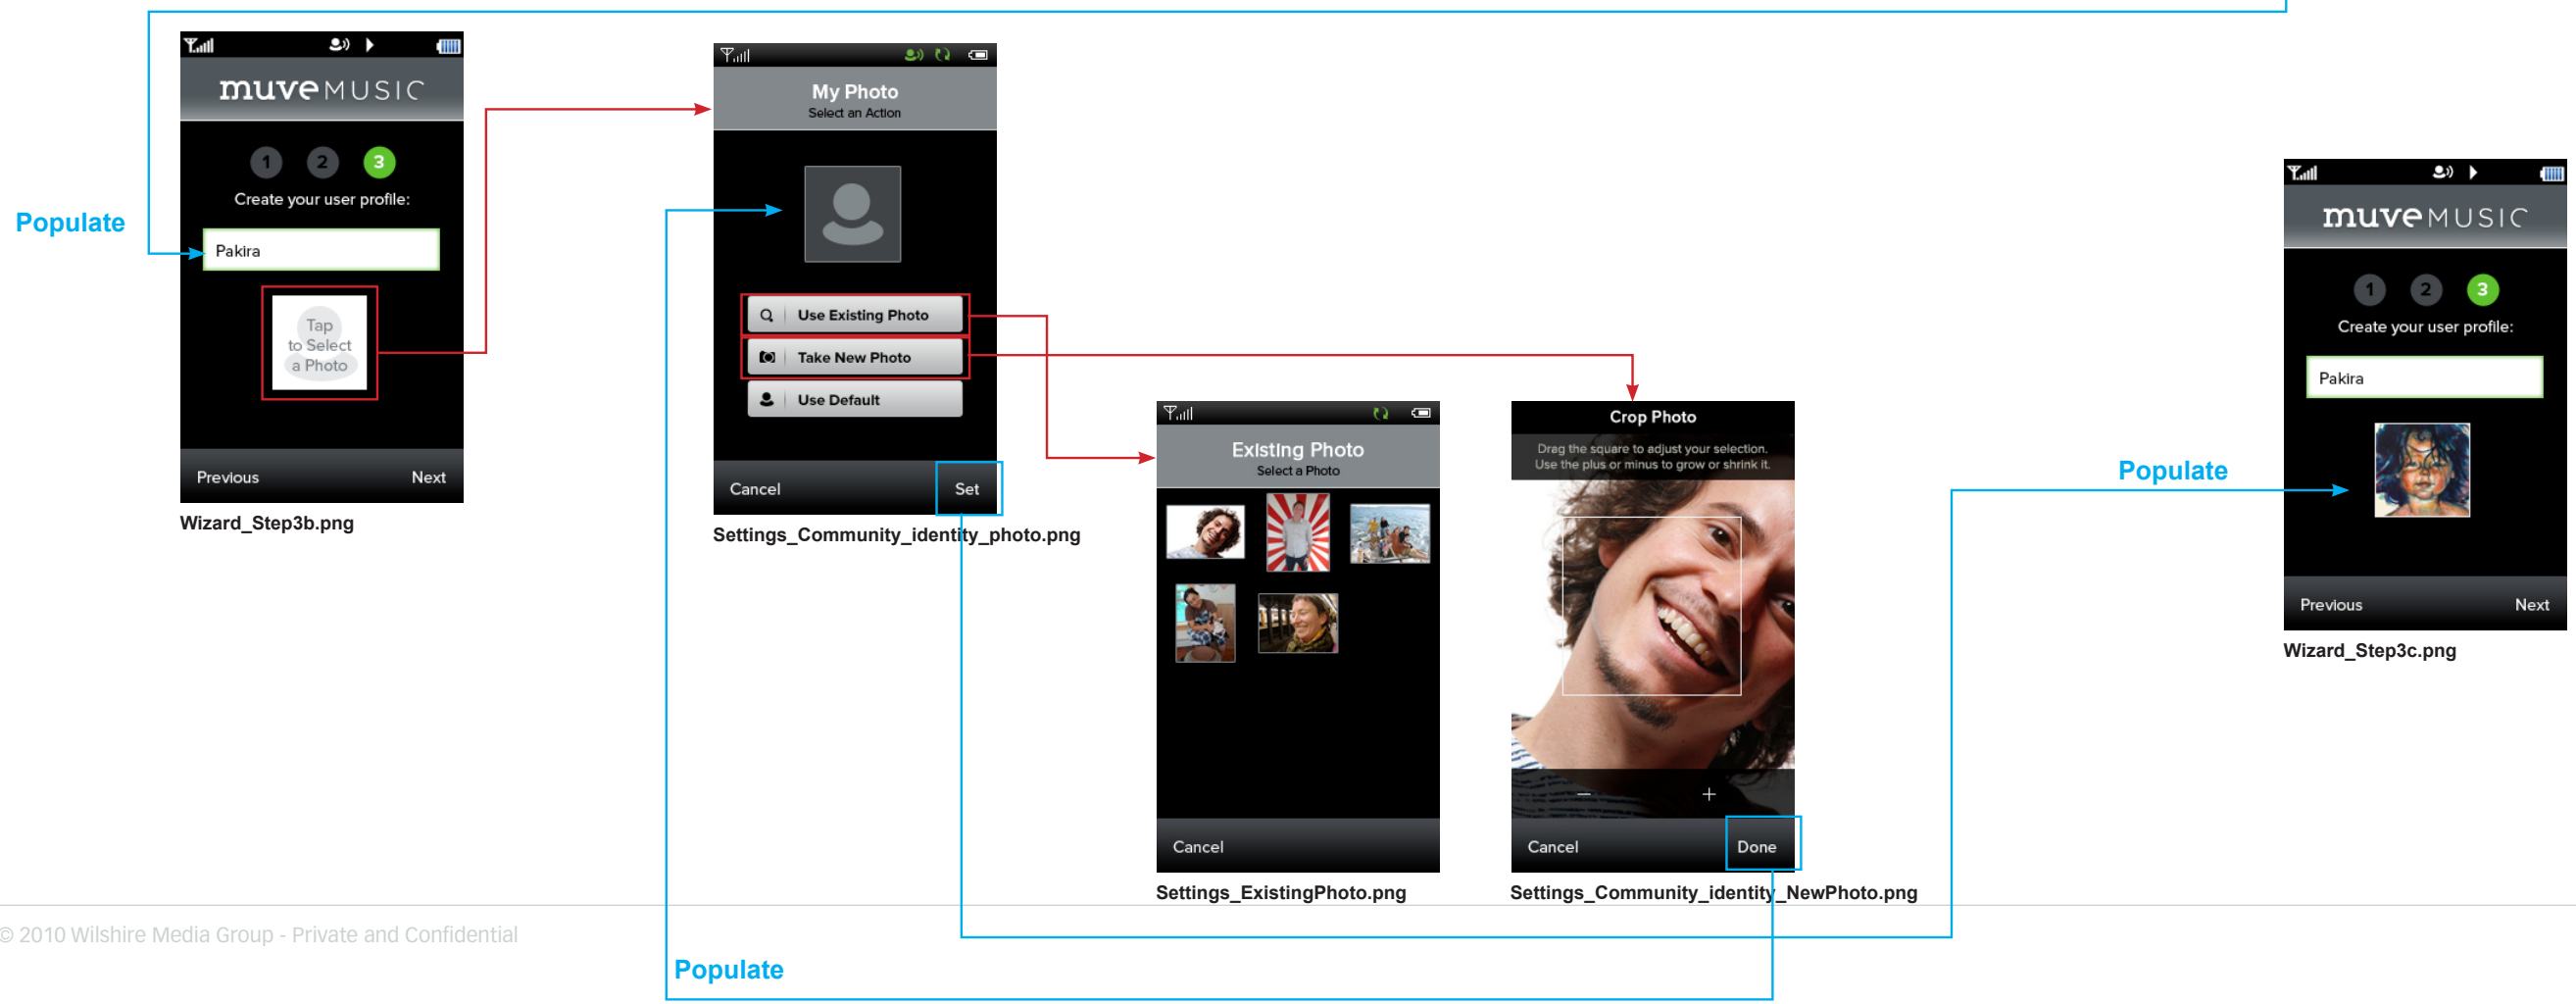 Populate
muveMUSIC
1 2 3
Create your user profile:
Pakira
Tap
to Select
a Photo
Previous Next
Wizard_Step3b.png
My Photo
Select an Action
Use Existing Photo
Take New Photo
Use Default
Cancel Set
Settings_Community_identity_photo.png
Existing Photo
Select a Photo
Cancel
Settings_ExistingPhoto.png
Crop Photo
Drag the square to adjust your selection.
Use the plus or minus to grow or shrink it.
− +
Cancel Done
Settings_Community_identity_NewPhoto.png
Populate
muveMUSIC
1 2 3
Create your user profile:
Pakira
Previous Next
Wizard_Step3c.png
© 2010 Wilshire Media Group - Private and Confidential
Populate